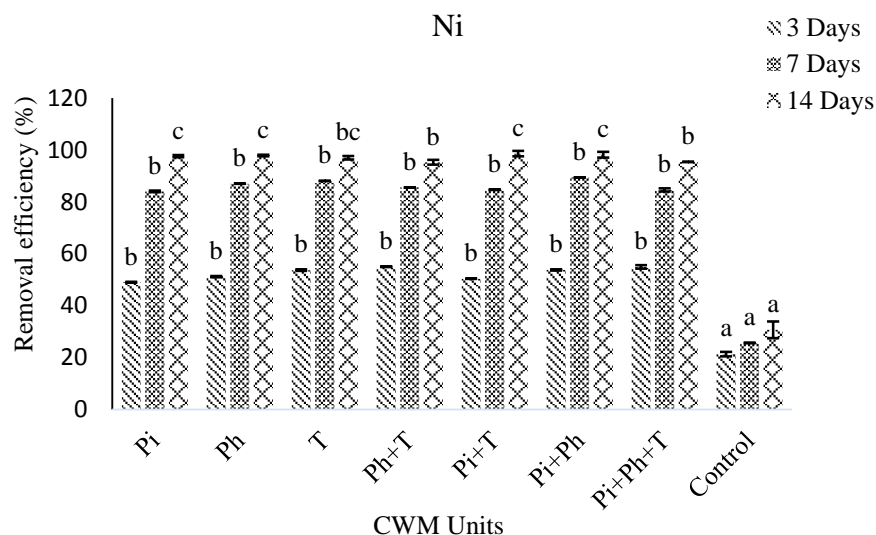 Ni
3 Days
7 Days
14 Days
Removal efficiency (%)
120
100
80
60
40
20
0
b b c
b b c
b b bc
b b b
b b c
b b c
b b b
a a a
Pi
Ph
T
Ph+T
Pi+T
Pi+Ph
Pi+Ph+T
Control
CWM Units